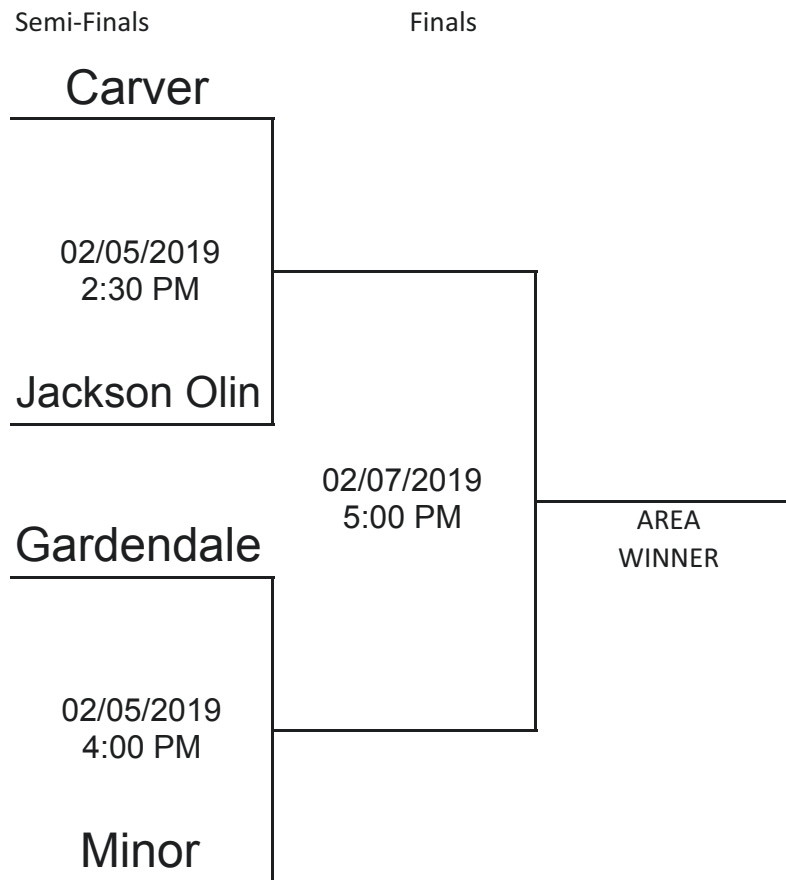 Semi-Finals
Finals
Carver
02/05/2019
2:30 PM
Jackson Olin
02/07/2019
5:00 PM
AREA
WINNER
Gardendale
02/05/2019
4:00 PM
Minor